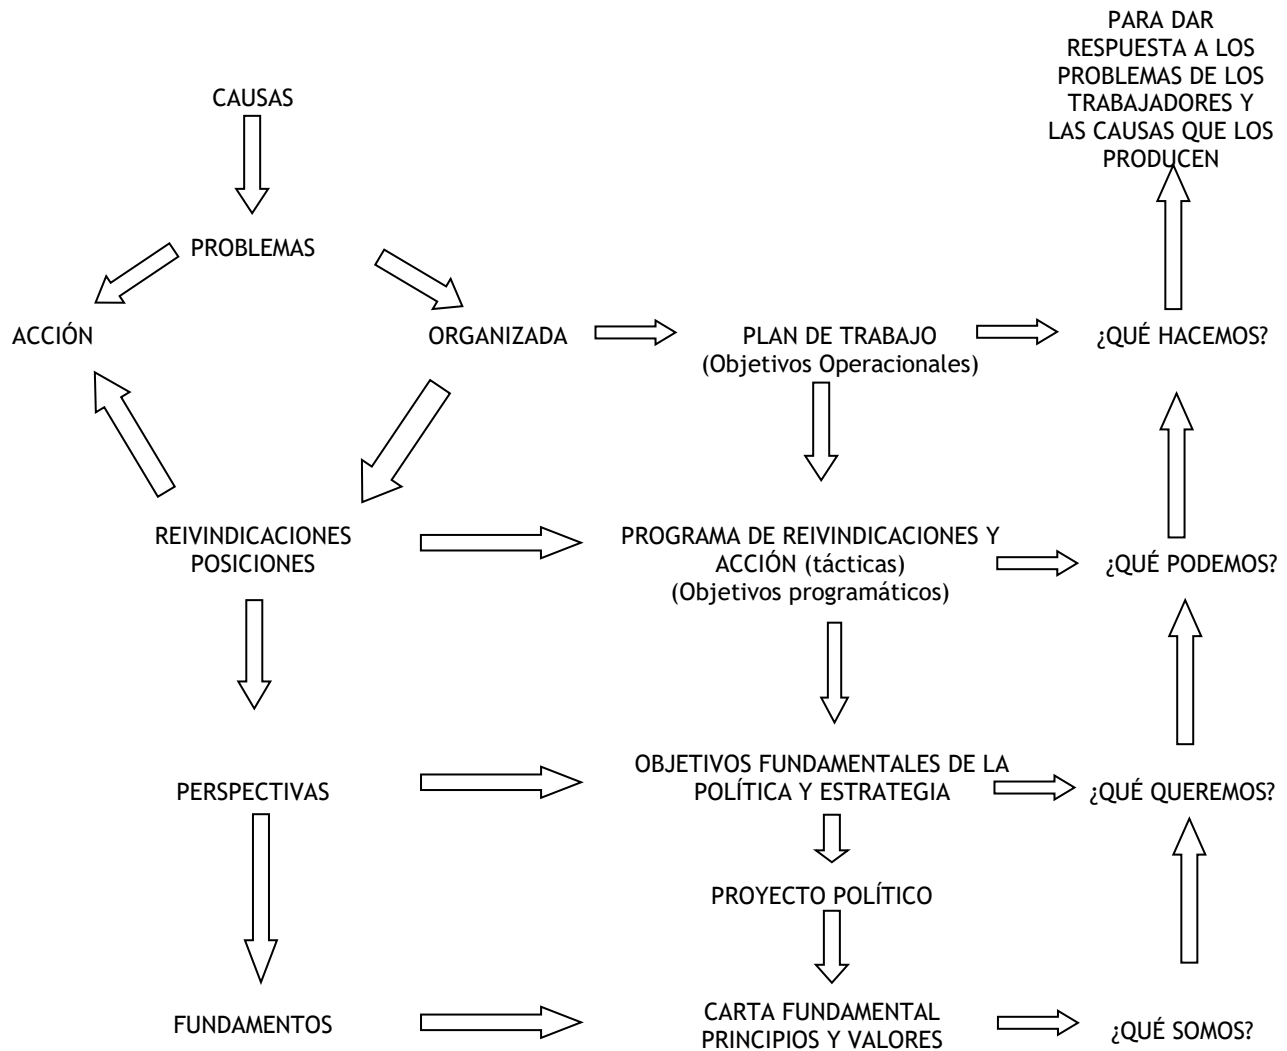 PARA DAR
RESPUESTA A LOS
PROBLEMAS DE LOS
TRABAJADORES Y
LAS CAUSAS QUE LOS
PRODUCEN
CAUSAS
PROBLEMAS
ACCIÓN
ORGANIZADA
PLAN DE TRABAJO
(Objetivos Operacionales)
¿QUÉ HACEMOS?
REIVINDICACIONES
POSICIONES
PROGRAMA DE REIVINDICACIONES Y
ACCIÓN (tácticas)
(Objetivos programáticos)
¿QUÉ PODEMOS?
PERSPECTIVAS
OBJETIVOS FUNDAMENTALES DE LA
POLÍTICA Y ESTRATEGIA
¿QUÉ QUEREMOS?
PROYECTO POLÍTICO
FUNDAMENTOS
CARTA FUNDAMENTAL
PRINCIPIOS Y VALORES
¿QUÉ SOMOS?